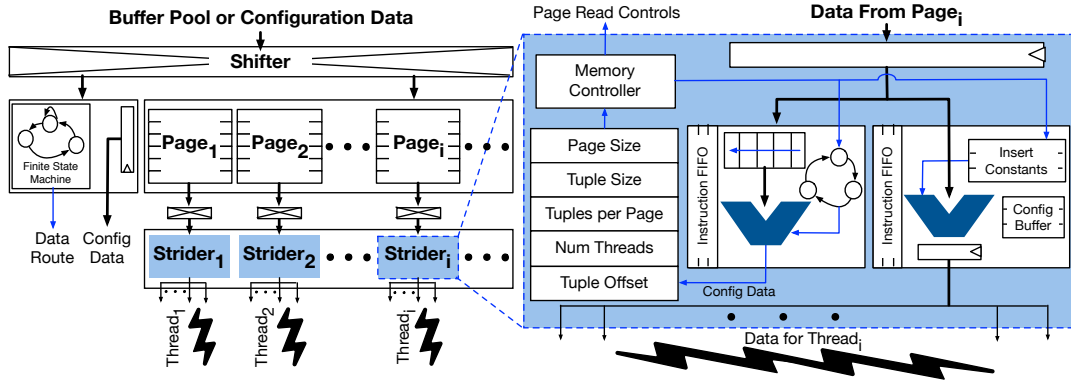 Buffer Pool or Configuration Data
Shifter
Finite State
Machine
Page1
Page2
Pagei
Data
Route
Config
Data
Strider1
Strider2
Strideri
Thread1
Thread2
Threadi
Page Read Controls
Data From Pagei
Memory
Controller
Page Size
Tuple Size
Tuples per Page
Num Threads
Tuple Offset
Instruction FIFO
Config Data
Instruction FIFO
Insert
Constants
Config
Buffer
Data for Threadi